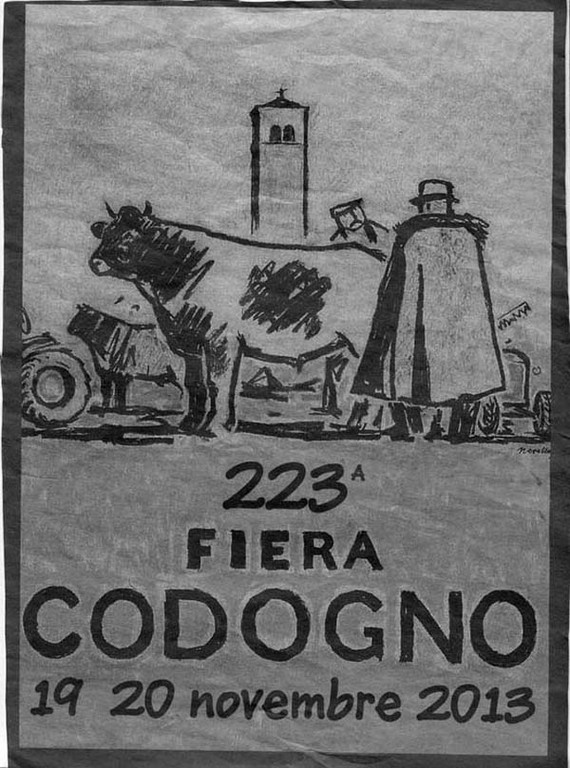 223ᴬ
FIERA
CODOGNO
19 20 novembre 2013